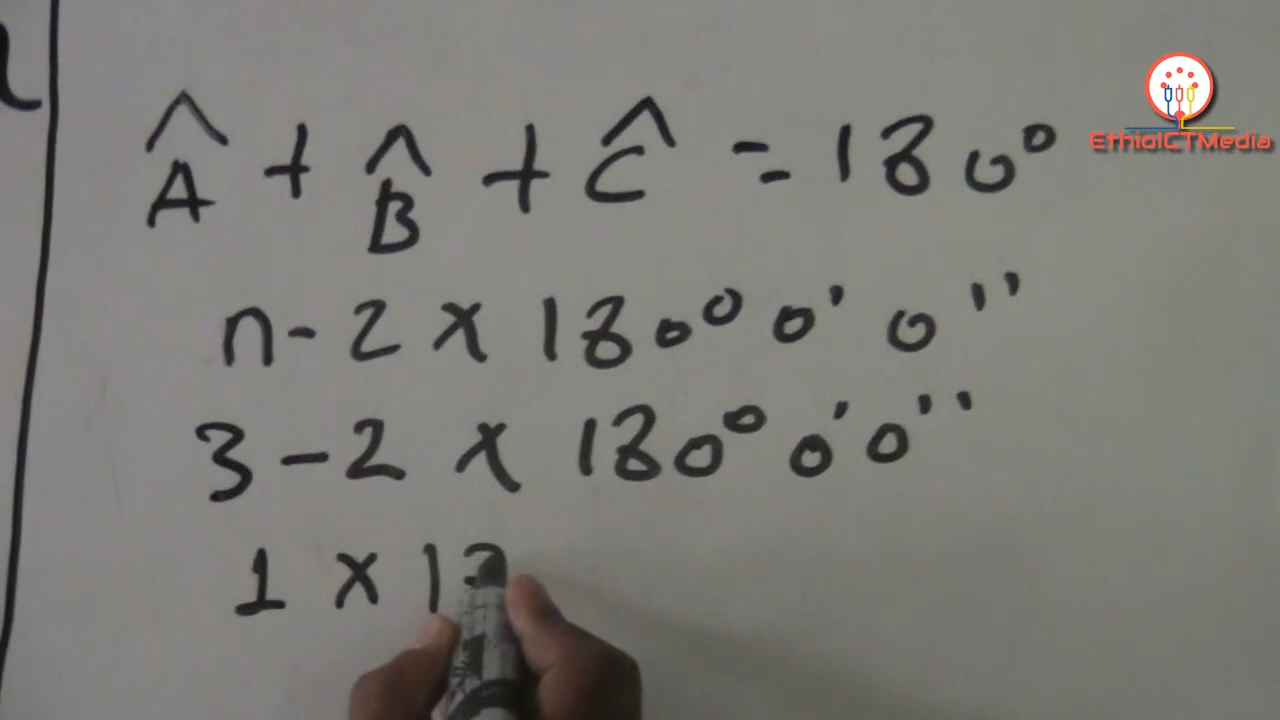 EthioICTMedia
Â + B̂ + Ĉ = 180°
n - 2 × 180° 0' 0''
3 - 2 × 180° 0' 0''
1 × 1